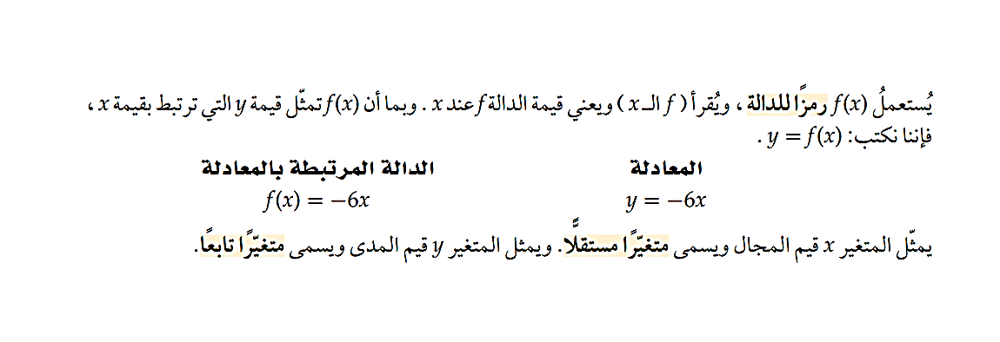 يُستعملُ f(x) رمزًا للدالة ، ويُقرأ ( f الـ x ) ويعني قيمة الدالة f عند x . وبما أن f(x) تمثّل قيمة y التي ترتبط بقيمة x ،
فإننا نكتب: y = f(x) .
المعادلة الدالة المرتبطة بالمعادلة
y = −6x f(x) = −6x
يمثّل المتغير x قيم المجال ويسمى متغيّرًا مستقلًّا. ويمثل المتغير y قيم المدى ويسمى متغيّرًا تابعًا.